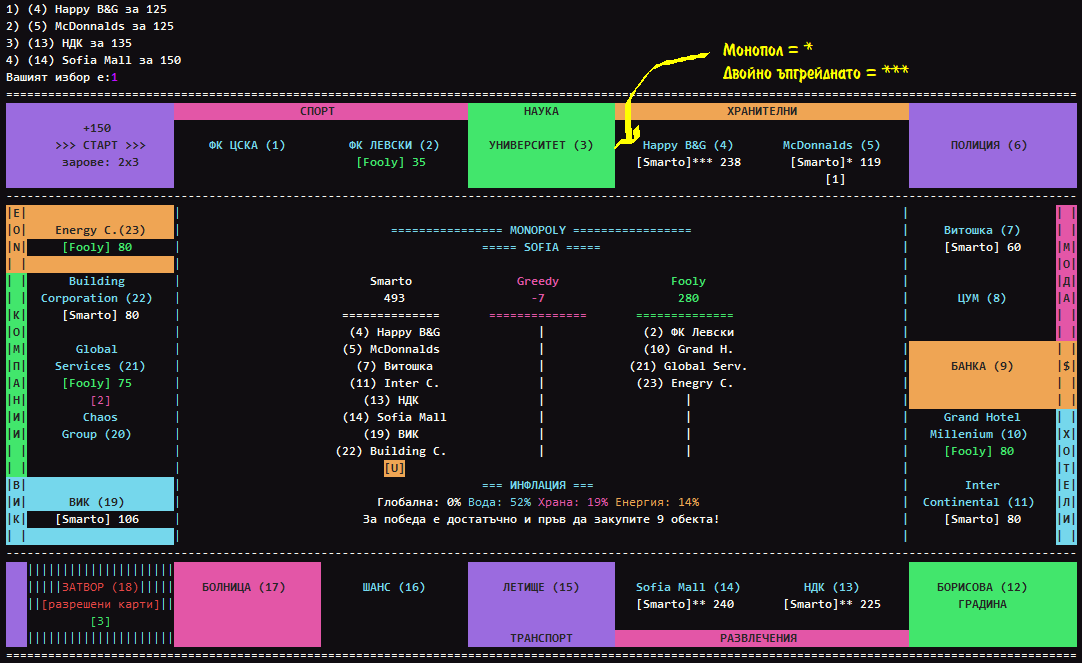 1) (4) Happy B&G за 125
2) (5) McDonnalds за 125
3) (13) НДК за 135
4) (14) Sofia Mall за 150
Вашият избор е:1
Монопол = *
Двойно ъпгрейднато = ***
СПОРТ НАУКА ХРАНИТЕЛНИ
+150
>>> СТАРТ >>> ФК ЦСКА (1) ФК ЛЕВСКИ (2) УНИВЕРСИТЕТ (3) Happy B&G (4) McDonnalds (5) ПОЛИЦИЯ (6)
зарове: 2x3 [Fooly] 35 [Smarto]*** 238 [Smarto]* 119
[1]
|Е|
|О| Energy C.(23) ================ MONOPOLY ================= Витошка (7)
|N| [Fooly] 80 ===== SOFIA ===== [Smarto] 60 |М|
|О|
Building Smarto Greedy Fooly |Д|
Corporation (22) 493 -7 280 ЦУМ (8) |А|
|К| [Smarto] 80 ============== ============== ==============
|О| (4) Happy B&G | (2) ФК Левски
|М| Global (5) McDonnalds | (10) Grand H.
|П| Services (21) (7) Витошка | (21) Global Serv. БАНКА (9) |$|
|А| [Fooly] 75 (11) Inter C. | (23) Enegry C.
|Н| [2] (13) НДК | |
|И| Chaos (14) Sofia Mall | | Grand Hotel
|И| Group (20) (19) ВИК | | Millenium (10) |Х|
(22) Building C. | | [Fooly] 80 |О|
[U] |Т|
|В| === ИНФЛАЦИЯ === Inter |Е|
|И| ВИК (19) Глобална: 0% Вода: 52% Храна: 19% Енергия: 14% Continental (11) |Л|
|К| [Smarto] 106 За победа е достатъчно и пръв да закупите 9 обекта! [Smarto] 80 |И|
||||||||||||||||||||
|||||ЗАТВОР (18)||||| БОЛНИЦА (17) ШАНС (16) ЛЕТИЩЕ (15) Sofia Mall (14) НДК (13) БОРИСОВА (12)
||[разрешени карти]|| [Smarto]** 240 [Smarto]** 225 ГРАДИНА
[3]
|||||||||||||||||||| ТРАНСПОРТ РАЗВЛЕЧЕНИЯ